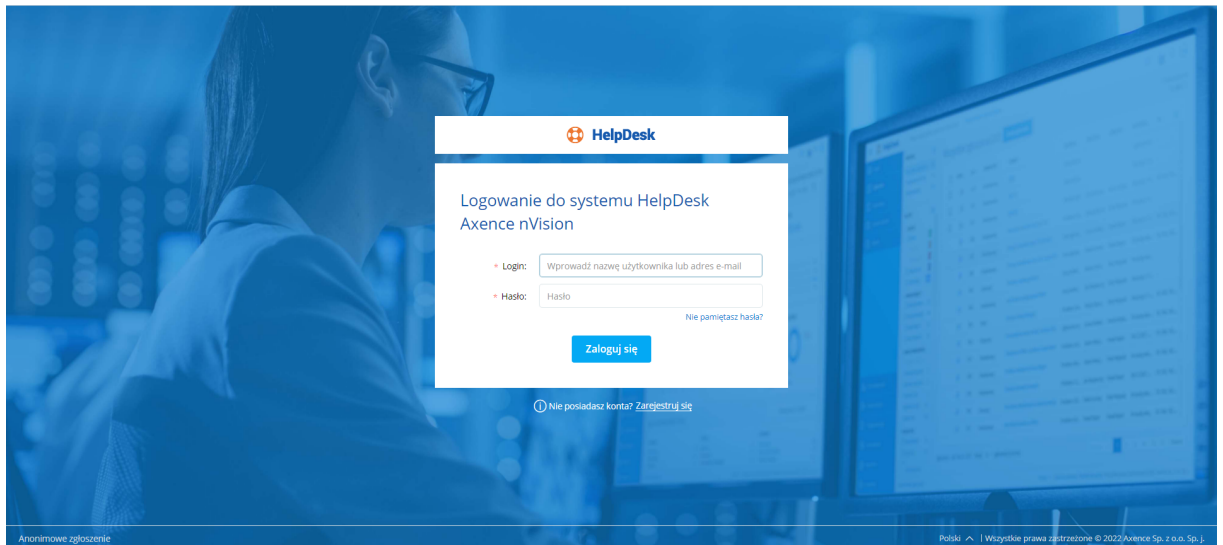 HelpDesk
Logowanie do systemu HelpDesk
Axence nVision
* Login:
Wprowadź nazwę użytkownika lub adres e-mail
* Hasło:
Hasło
Nie pamiętasz hasła?
Zaloguj się
Nie posiadasz konta? Zarejestruj się
Anonimowe zgłoszenie
Polski | Wszystkie prawa zastrzeżone © 2022 Axence Sp. z o.o. Sp. j.